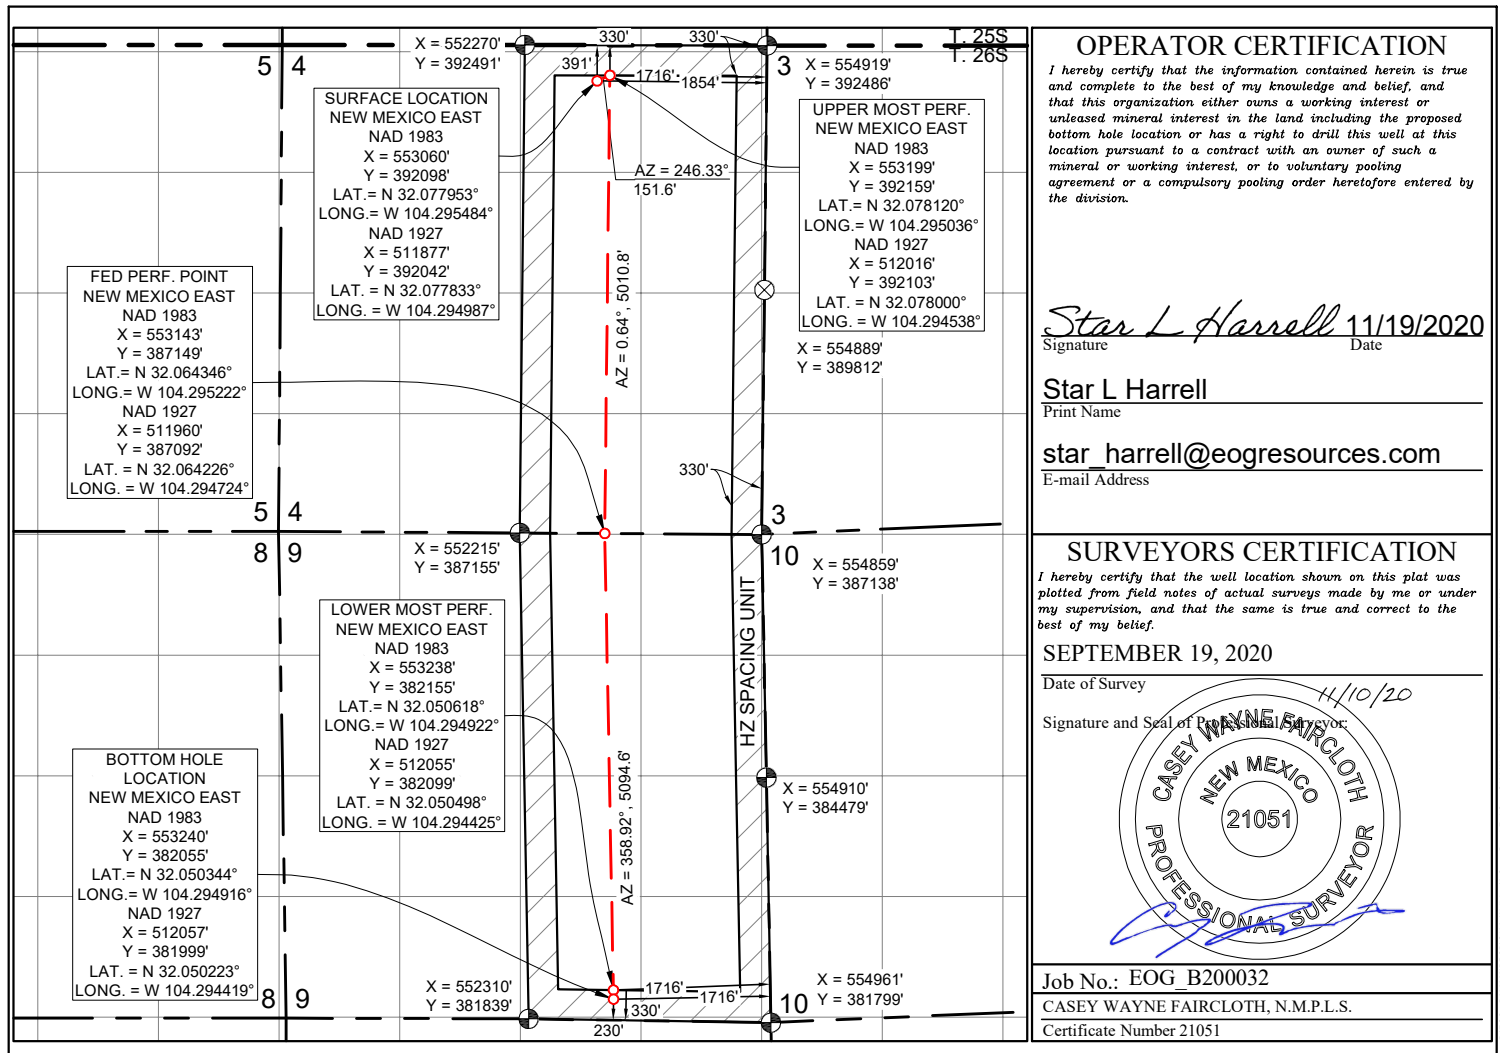 T. 25S
T. 26S
X = 552270'
Y = 392491'
330'
330'
391'
5
4
3
X = 554919'
Y = 392486'
1716'
1854'
SURFACE LOCATION
NEW MEXICO EAST
NAD 1983
X = 553060'
Y = 392098'
LAT.= N 32.077953°
LONG.= W 104.295484°
NAD 1927
X = 511877'
Y = 392042'
LAT. = N 32.077833°
LONG. = W 104.294987°
UPPER MOST PERF.
NEW MEXICO EAST
NAD 1983
X = 553199'
Y = 392159'
LAT.= N 32.078120°
LONG.= W 104.295036°
NAD 1927
X = 512016'
Y = 392103'
LAT. = N 32.078000°
LONG. = W 104.294538°
AZ = 246.33°
151.6'
AZ = 0.64°, 5010.8'
FED PERF. POINT
NEW MEXICO EAST
NAD 1983
X = 553143'
Y = 387149'
LAT.= N 32.064346°
LONG.= W 104.295222°
NAD 1927
X = 511960'
Y = 387092'
LAT. = N 32.064226°
LONG. = W 104.294724°
X = 554889'
Y = 389812'
330'
5
4
3
8
9
10
X = 552215'
Y = 387155'
X = 554859'
Y = 387138'
HZ SPACING UNIT
LOWER MOST PERF.
NEW MEXICO EAST
NAD 1983
X = 553238'
Y = 382155'
LAT.= N 32.050618°
LONG.= W 104.294922°
NAD 1927
X = 512055'
Y = 382099'
LAT. = N 32.050498°
LONG. = W 104.294425°
AZ = 358.92°, 5094.6'
X = 554910'
Y = 384479'
BOTTOM HOLE
LOCATION
NEW MEXICO EAST
NAD 1983
X = 553240'
Y = 382055'
LAT.= N 32.050344°
LONG.= W 104.294916°
NAD 1927
X = 512057'
Y = 381999'
LAT. = N 32.050223°
LONG. = W 104.294419°
8
9
10
X = 552310'
Y = 381839'
1716'
1716'
330'
230'
X = 554961'
Y = 381799'
OPERATOR CERTIFICATION
I hereby certify that the information contained herein is true
and complete to the best of my knowledge and belief, and
that this organization either owns a working interest or
unleased mineral interest in the land including the proposed
bottom hole location or has a right to drill this well at this
location pursuant to a contract with an owner of such a
mineral or working interest, or to voluntary pooling
agreement or a compulsory pooling order heretofore entered by
the division.
Star L Harrell 11/19/2020
Signature
Date
Star L Harrell
Print Name
star_harrell@eogresources.com
E-mail Address
SURVEYORS CERTIFICATION
I hereby certify that the well location shown on this plat was
plotted from field notes of actual surveys made by me or under
my supervision, and that the same is true and correct to the
best of my belief.
SEPTEMBER 19, 2020
Date of Survey
11/10/20
Signature and Seal of Professional Surveyor:
CASEY WAYNE FAIRCLOTH
NEW MEXICO
21051
PROFESSIONAL SURVEYOR
Job No.: EOG_B200032
CASEY WAYNE FAIRCLOTH, N.M.P.L.S.
Certificate Number 21051